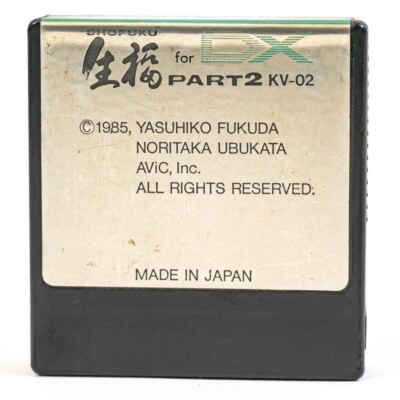 SHOFUKU
生福 for DX
PART2 KV-02
©1985, YASUHIKO FUKUDA
NORITAKA UBUKATA
AViC, Inc.
ALL RIGHTS RESERVED.
MADE IN JAPAN